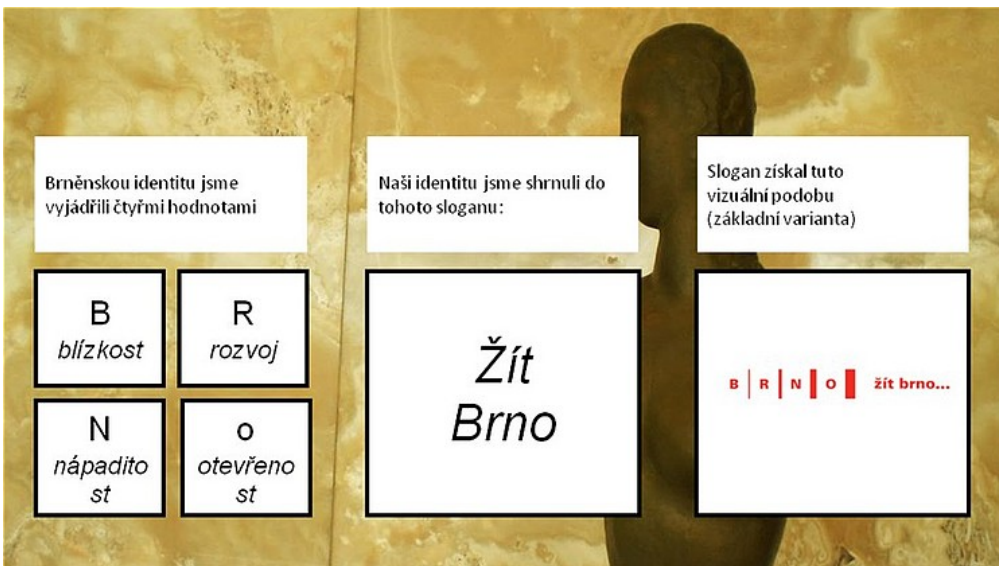 Brněnskou identitu jsme
vyjádřili čtyřmi hodnotami
B
blízkost
R
rozvoj
N
nápadito
st
o
otevřeno
st
Naši identitu jsme shrnuli do
tohoto sloganu:
Žít
Brno
Slogan získal tuto
vizuální podobu
(základní varianta)
B | R | N | O | žít brno...